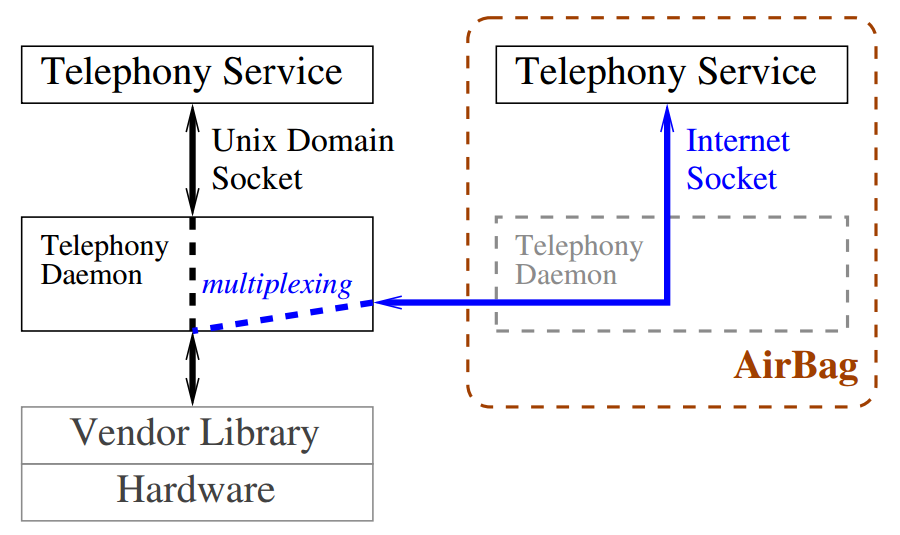 Telephony Service
Unix Domain
Socket
Telephony
Daemon
multiplexing
Vendor Library
Hardware
Telephony Service
Internet
Socket
Telephony
Daemon
AirBag